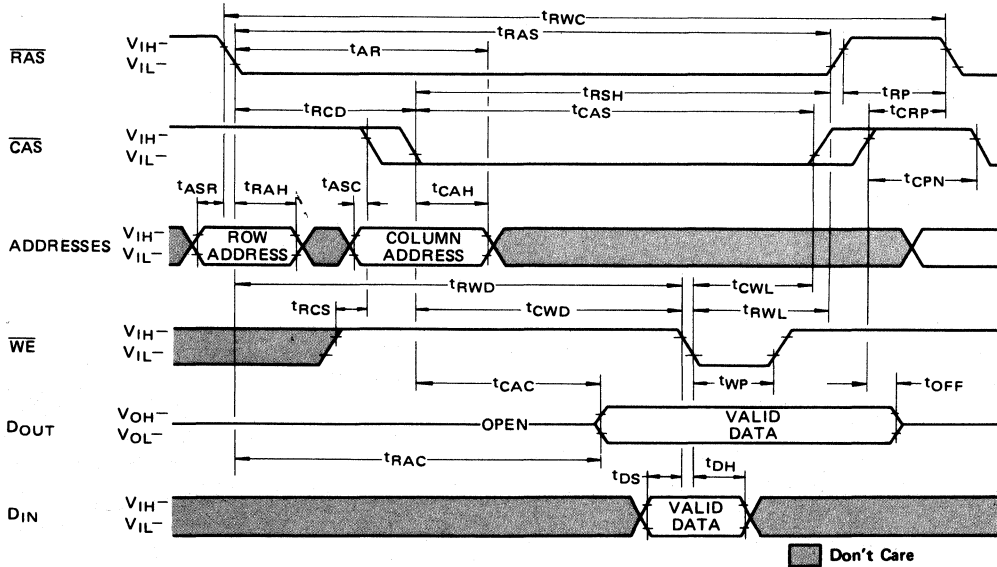 tRWC
tRAS
tAR
RAS
VIH-
VIL-
tRP
tRSH
tRCD
tCAS
tCRP
CAS
VIH-
VIL-
tASR
tRAH
tASC
tCAH
tCPN
ADDRESSES
VIH-
VIL-
ROW
ADDRESS
COLUMN
ADDRESS
tRWD
tCWL
tRCS
tCWD
tRWL
WE
VIH-
VIL-
tCAC
tWP
tOFF
DOUT
VOH-
VOL-
OPEN
VALID
DATA
tRAC
tDS
tDH
DIN
VIH-
VIL-
VALID
DATA
Don't Care